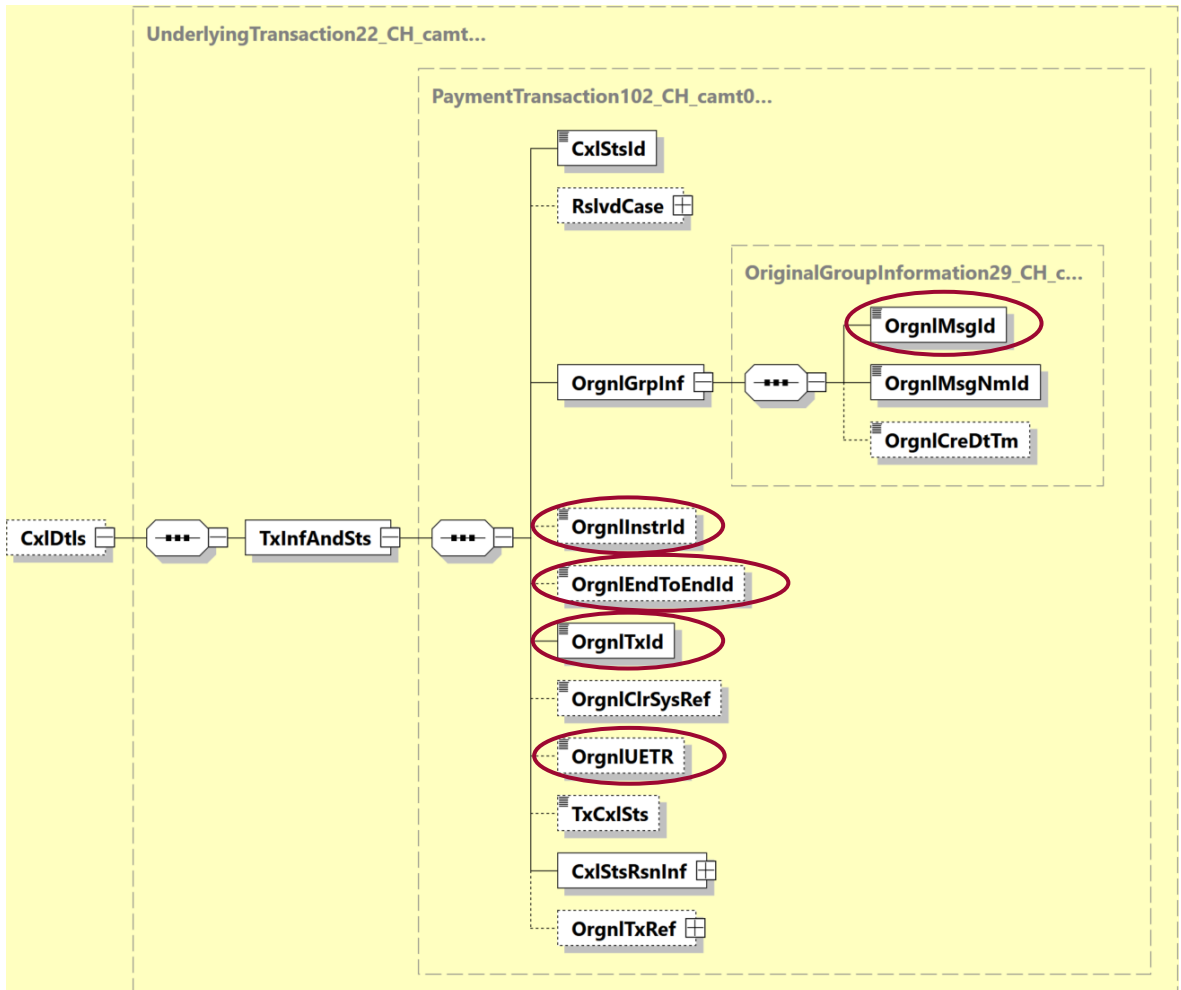 UnderlyingTransaction22_CH_camt...
PaymentTransaction102_CH_camt0...
CxlStsId
RslvdCase
OriginalGroupInformation29_CH_c...
OrgnlMsgId
OrgnlGrpInf
OrgnlMsgNmId
OrgnlCreDtTm
CxlDtls
TxInfAndSts
OrgnlInstrId
OrgnlEndToEndId
OrgnlTxId
OrgnlClrSysRef
OrgnlUETR
TxCxlSts
CxlStsRsnInf
OrgnlTxRef